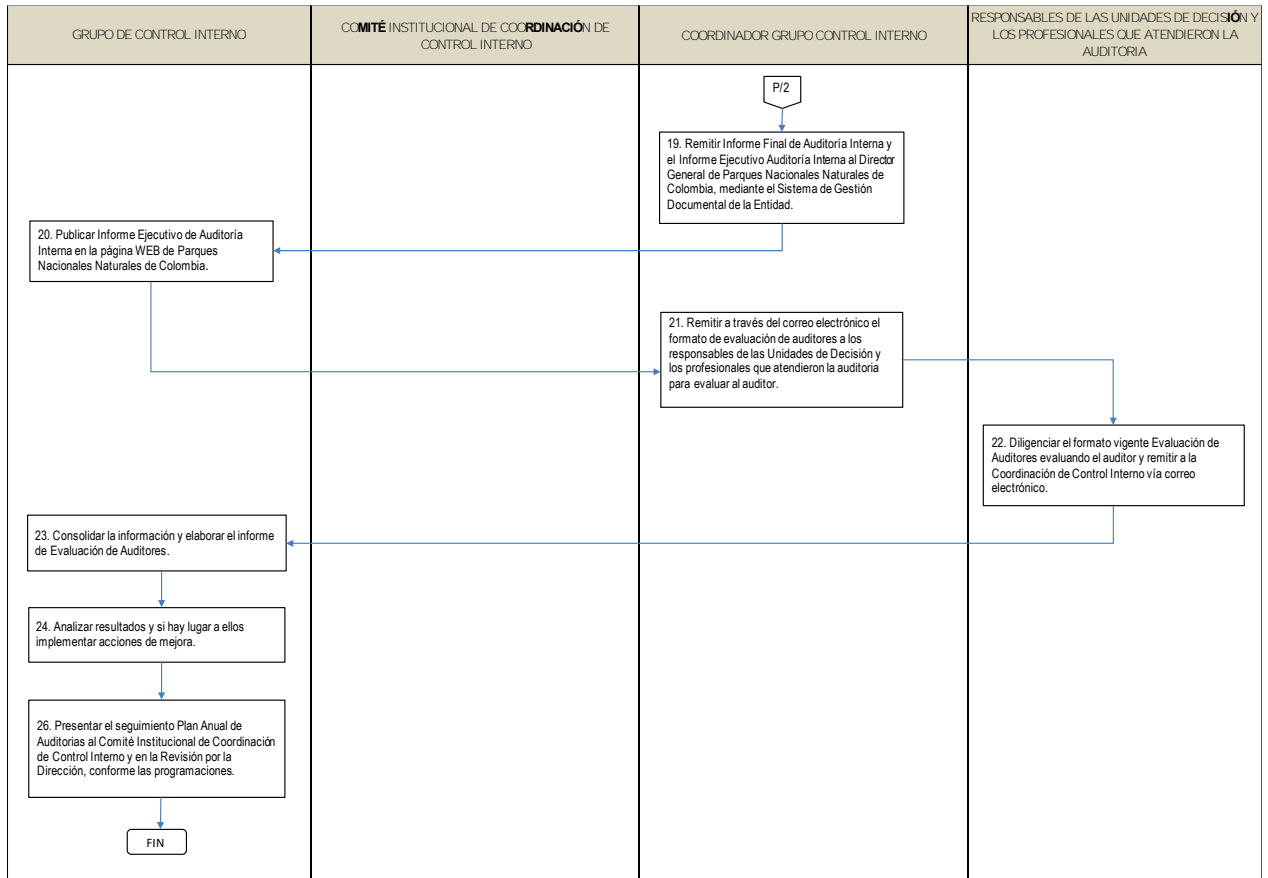 GRUPO DE CONTROL INTERNO
COMITÉ INSTITUCIONAL DE COORDINACIÓN DE
CONTROL INTERNO
COORDINADOR GRUPO CONTROL INTERNO
RESPONSABLES DE LAS UNIDADES DE DECISIÓN Y
LOS PROFESIONALES QUE ATENDIERON LA
AUDITORIA
P/2
19. Remitir Informe Final de Auditoría Interna y
el Informe Ejecutivo Auditoría Interna al Director
General de Parques Nacionales Naturales de
Colombia, mediante el Sistema de Gestión
Documental de la Entidad.
20. Publicar Informe Ejecutivo de Auditoría
Interna en la página WEB de Parques
Nacionales Naturales de Colombia.
21. Remitir a través del correo electrónico el
formato de evaluación de auditores a los
responsables de las Unidades de Decisión y
los profesionales que atendieron la auditoria
para evaluar al auditor.
22. Diligenciar el formato vigente Evaluación de
Auditores evaluando el auditor y remitir a la
Coordinación de Control Interno vía correo
electrónico.
23. Consolidar la información y elaborar el informe
de Evaluación de Auditores.
24. Analizar resultados y si hay lugar a ellos
implementar acciones de mejora.
26. Presentar el seguimiento Plan Anual de
Auditorias al Comité Institucional de Coordinación
de Control Interno y en la Revisión por la
Dirección, conforme las programaciones.
FIN